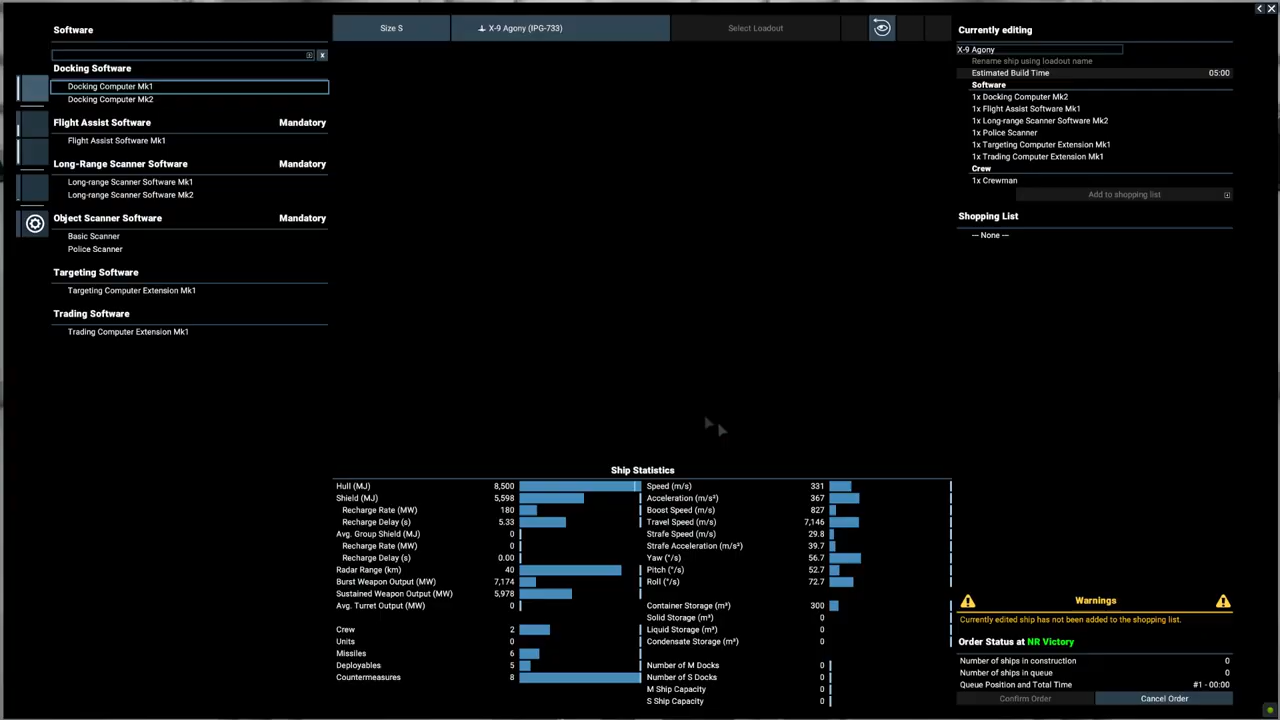 Software
Docking Software
Docking Computer Mk1
Docking Computer Mk2
Flight Assist Software Mandatory
Flight Assist Software Mk1
Long-Range Scanner Software Mandatory
Long-range Scanner Software Mk1
Long-range Scanner Software Mk2
Object Scanner Software Mandatory
Basic Scanner
Police Scanner
Targeting Software
Targeting Computer Extension Mk1
Trading Software
Trading Computer Extension Mk1
Size S X-9 Agony (IPG-733) Select Loadout
Ship Statistics
Hull (MJ) 8,500
Shield (MJ) 5,598
Recharge Rate (MW) 180
Recharge Delay (s) 5.33
Avg. Group Shield (MJ) 0
Recharge Rate (MW) 0
Recharge Delay (s) 0.00
Radar Range (km) 40
Burst Weapon Output (MW) 7,174
Sustained Weapon Output (MW) 5,978
Avg. Turret Output (MW) 0
Crew 2
Units 0
Missiles 6
Deployables 5
Countermeasures 8
Speed (m/s) 331
Acceleration (m/s²) 367
Boost Speed (m/s) 827
Travel Speed (m/s) 7,146
Strafe Speed (m/s) 29.8
Strafe Acceleration (m/s²) 39.7
Yaw (°/s) 56.7
Pitch (°/s) 52.7
Roll (°/s) 72.7
Container Storage (m³) 300
Solid Storage (m³) 0
Liquid Storage (m³) 0
Condensate Storage (m³) 0
Number of M Docks 0
Number of S Docks 0
M Ship Capacity 0
S Ship Capacity 0
Currently editing
X-9 Agony
Rename ship using loadout name
Estimated Build Time 05:00
Software
1x Docking Computer Mk2
1x Flight Assist Software Mk1
1x Long-range Scanner Software Mk2
1x Police Scanner
1x Targeting Computer Extension Mk1
1x Trading Computer Extension Mk1
Crew
1x Crewman
Add to shopping list
Shopping List
— None —
Warnings
Currently edited ship has not been added to the shopping list.
Order Status at NR Victory
Number of ships in construction 0
Number of ships in queue 0
Queue Position and Total Time #1 - 00:00
Confirm Order Cancel Order